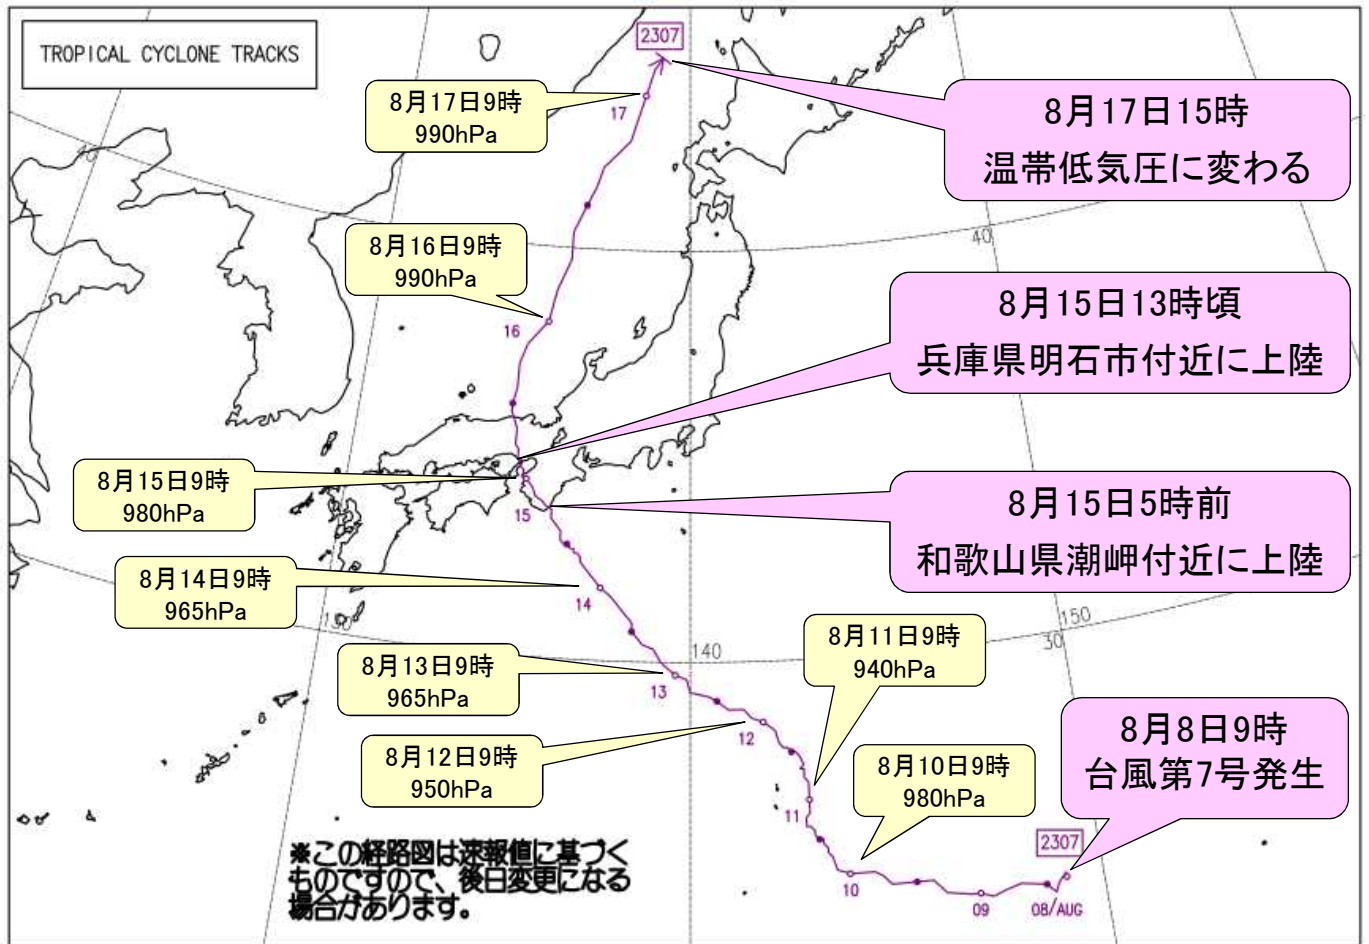 TROPICAL CYCLONE TRACKS
2307
8月17日9時
990hPa
17
8月17日15時
温帯低気圧に変わる
40
8月16日9時
990hPa
16
40
8月15日13時頃
兵庫県明石市付近に上陸
8月15日9時
980hPa
15
8月15日5時前
和歌山県潮岬付近に上陸
8月14日9時
965hPa
14
130
140
150
30
8月13日9時
965hPa
13
8月11日9時
940hPa
12
8月12日9時
950hPa
8月10日9時
980hPa
11
8月8日9時
台風第7号発生
2307
10
09
08/AUG
※この経路図は速報値に基づく
ものですので、後日変更になる
場合があります。